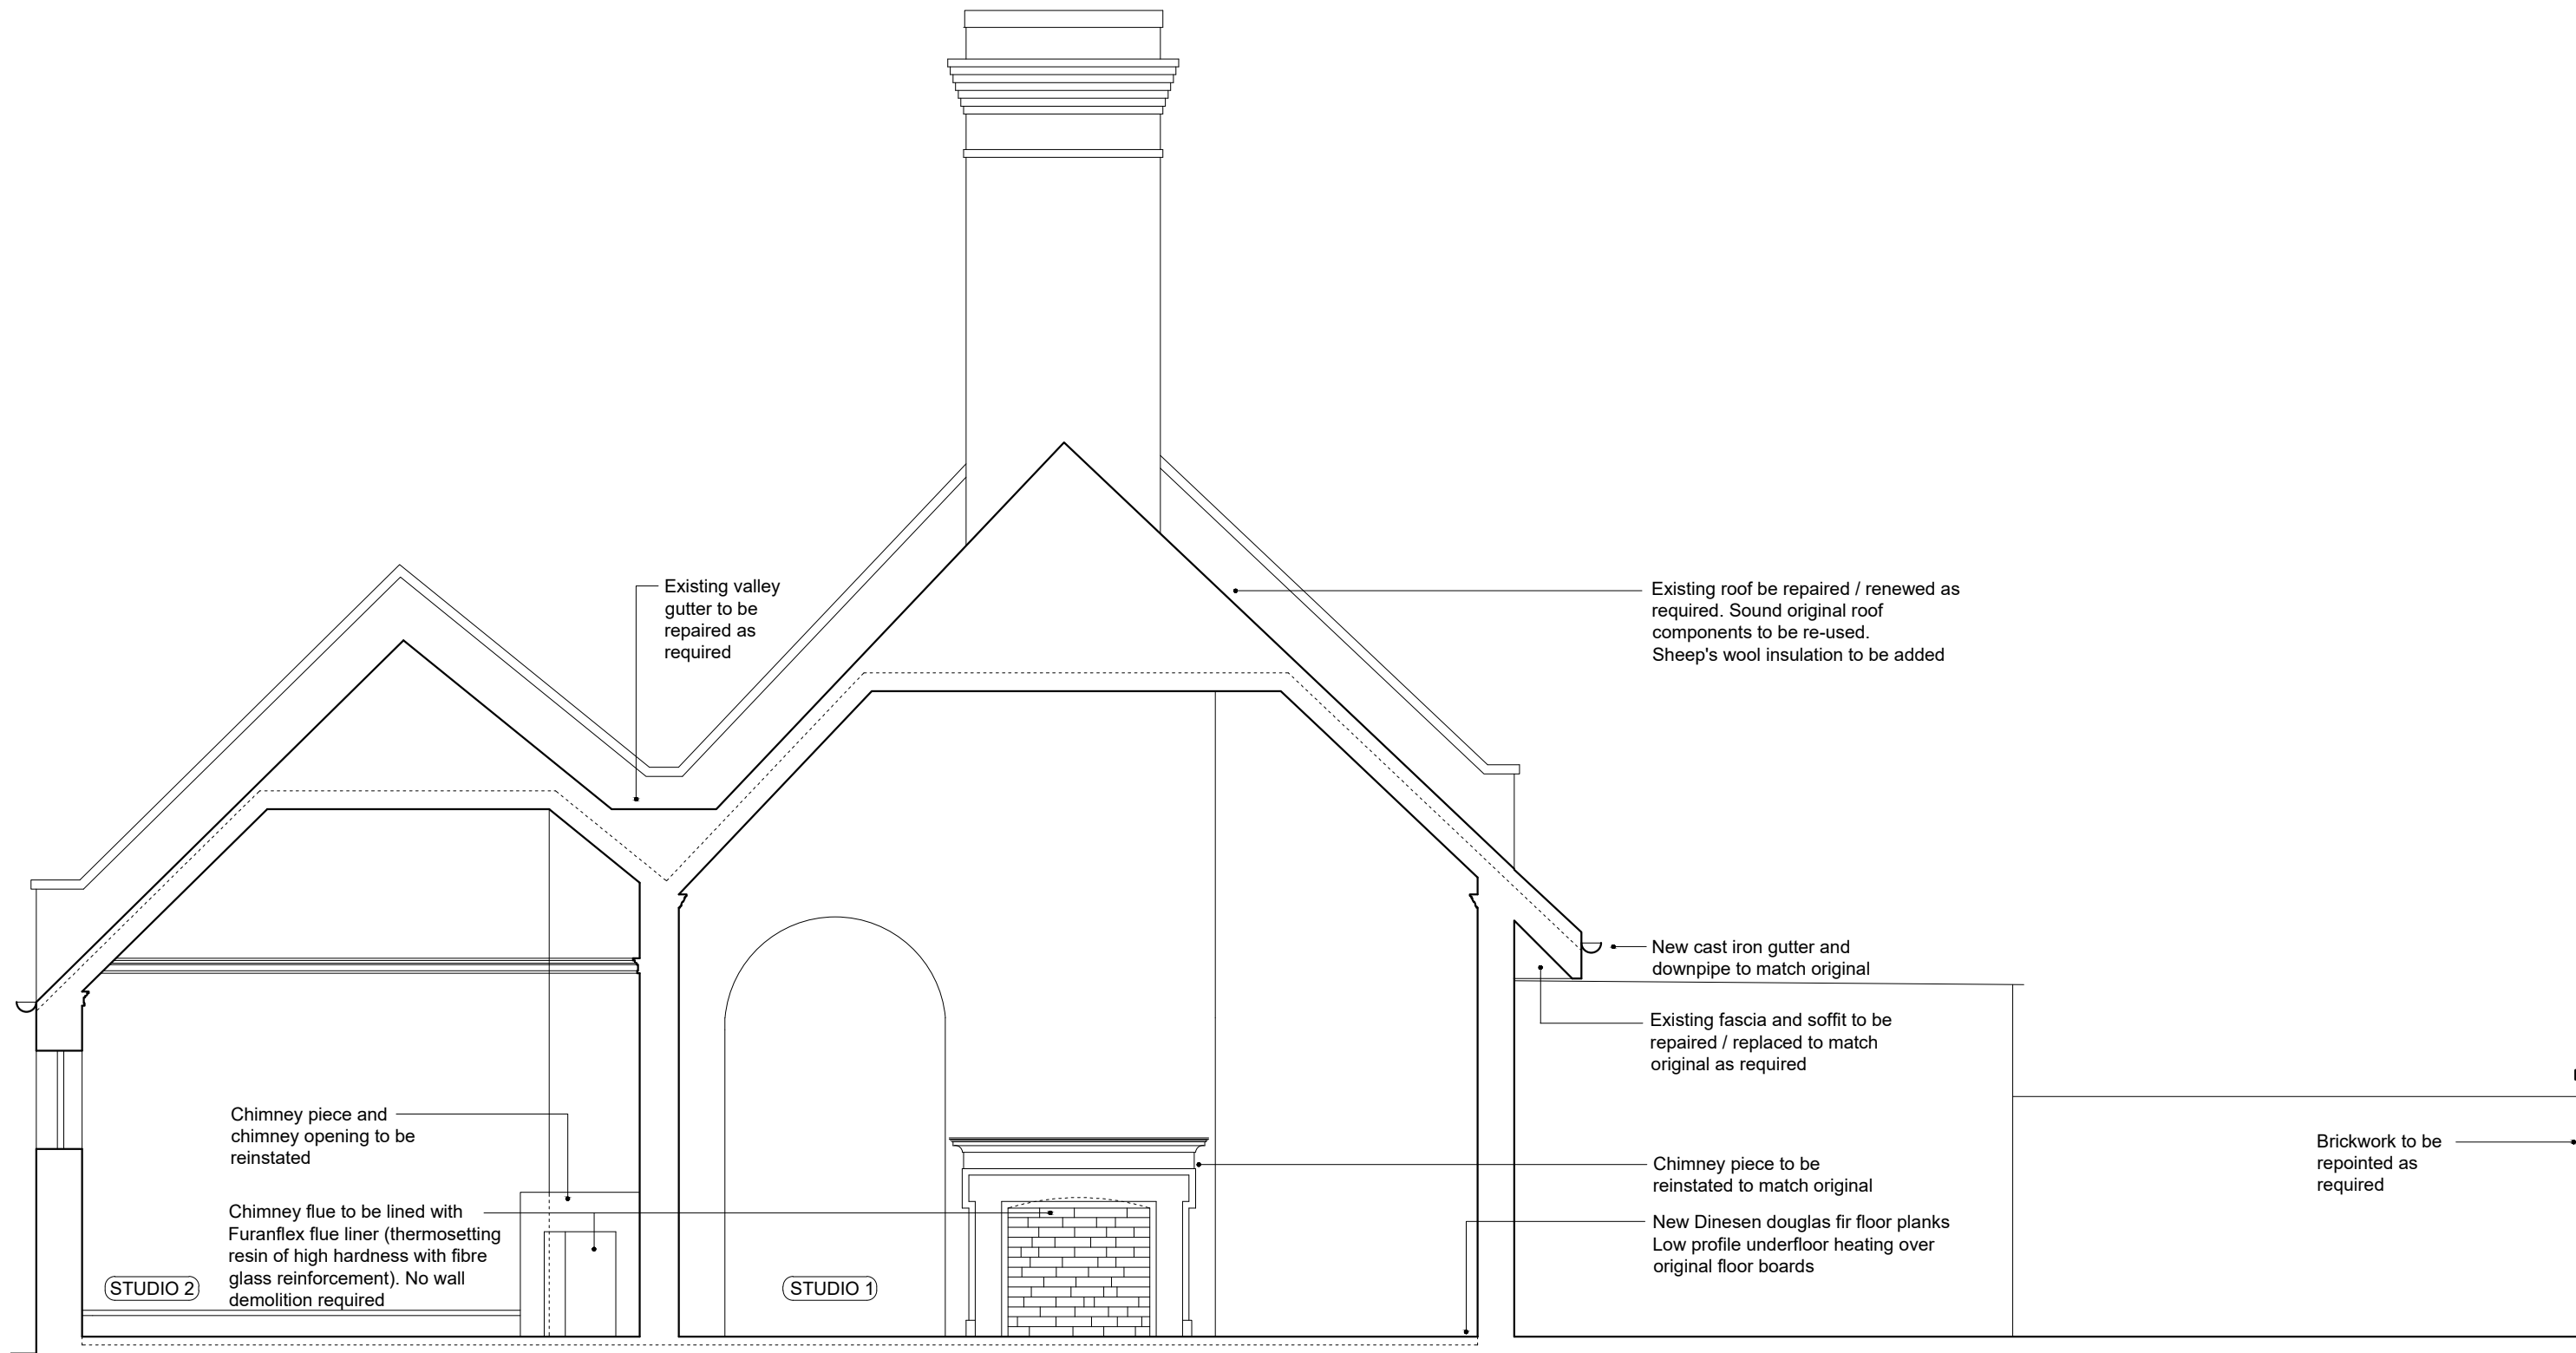 Existing valley
gutter to be
repaired as
required
Existing roof be repaired / renewed as
required. Sound original roof
components to be re-used.
Sheep's wool insulation to be added
New cast iron gutter and
downpipe to match original
Existing fascia and soffit to be
repaired / replaced to match
original as required
Chimney piece and
chimney opening to be
reinstated
Brickwork to be
repointed as
required
Chimney piece to be
reinstated to match original
Chimney flue to be lined with
Furanflex flue liner (thermosetting
resin of high hardness with fibre
glass reinforcement). No wall
demolition required
New Dinesen douglas fir floor planks
Low profile underfloor heating over
original floor boards
STUDIO 2
STUDIO 1